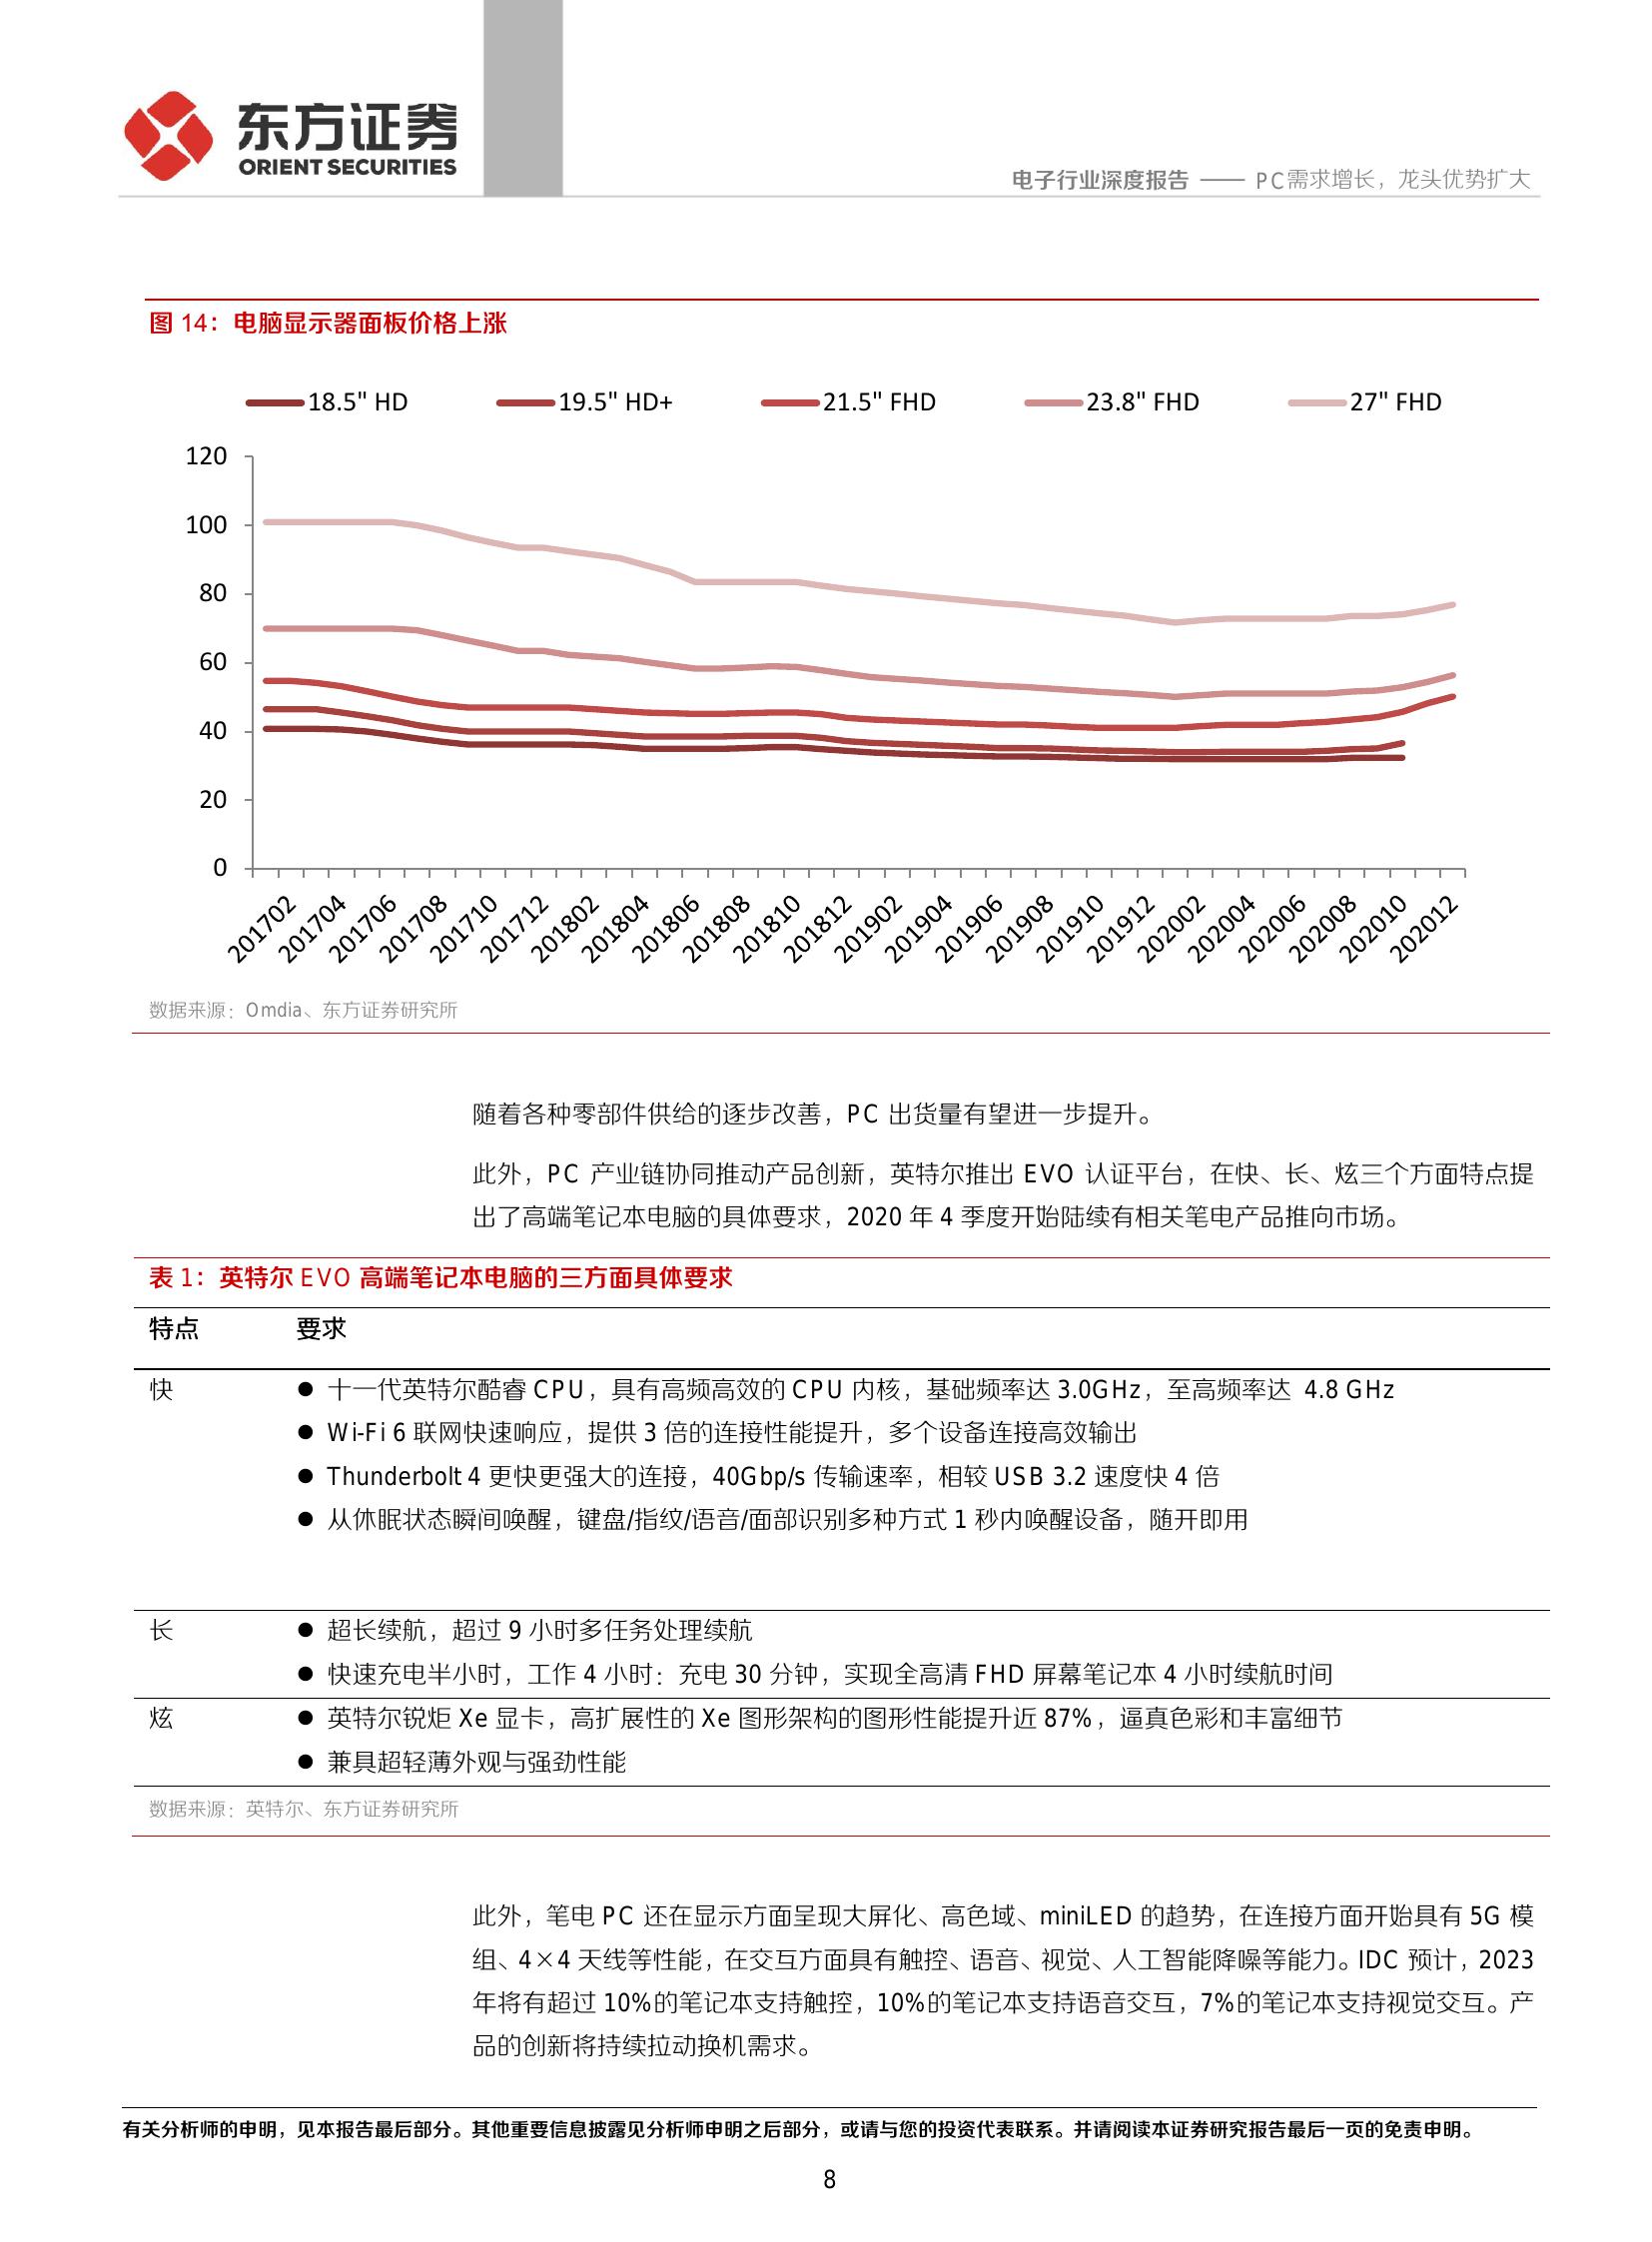 东方证券
ORIENT SECURITIES
电子行业深度报告 —— PC需求增长，龙头优势扩大
图 14：电脑显示器面板价格上涨
18.5" HD 19.5" HD+ 21.5" FHD 23.8" FHD 27" FHD
120
100
80
60
40
20
0
201702 201704 201706 201708 201710 201712 201802 201804 201806 201808 201810 201812 201902 201904 201906 201908 201910 201912 202002 202004 202006 202008 202010 202012
数据来源：Omdia、东方证券研究所
随着各种零部件供给的逐步改善，PC 出货量有望进一步提升。
此外，PC 产业链协同推动产品创新，英特尔推出 EVO 认证平台，在快、长、炫三个方面特点提
出了高端笔记本电脑的具体要求，2020 年 4 季度开始陆续有相关笔电产品推向市场。
表 1：英特尔 EVO 高端笔记本电脑的三方面具体要求
特点 要求
快 ● 十一代英特尔酷睿 CPU，具有高频高效的 CPU 内核，基础频率达 3.0GHz，至高频率达 4.8 GHz
● Wi-Fi 6 联网快速响应，提供 3 倍的连接性能提升，多个设备连接高效输出
● Thunderbolt 4 更快更强大的连接，40Gbp/s 传输速率，相较 USB 3.2 速度快 4 倍
● 从休眠状态瞬间唤醒，键盘/指纹/语音/面部识别多种方式 1 秒内唤醒设备，随开即用
长 ● 超长续航，超过 9 小时多任务处理续航
● 快速充电半小时，工作 4 小时：充电 30 分钟，实现全高清 FHD 屏幕笔记本 4 小时续航时间
炫 ● 英特尔锐炬 Xe 显卡，高扩展性的 Xe 图形架构的图形性能提升近 87%，逼真色彩和丰富细节
● 兼具超轻薄外观与强劲性能
数据来源：英特尔、东方证券研究所
此外，笔电 PC 还在显示方面呈现大屏化、高色域、miniLED 的趋势，在连接方面开始具有 5G 模
组、4×4 天线等性能，在交互方面具有触控、语音、视觉、人工智能降噪等能力。IDC 预计，2023
年将有超过 10%的笔记本支持触控，10%的笔记本支持语音交互，7%的笔记本支持视觉交互。产
品的创新将持续拉动换机需求。
有关分析师的申明，见本报告最后部分。其他重要信息披露见分析师申明之后部分，或请与您的投资代表联系。并请阅读本证券研究报告最后一页的免责申明。
8